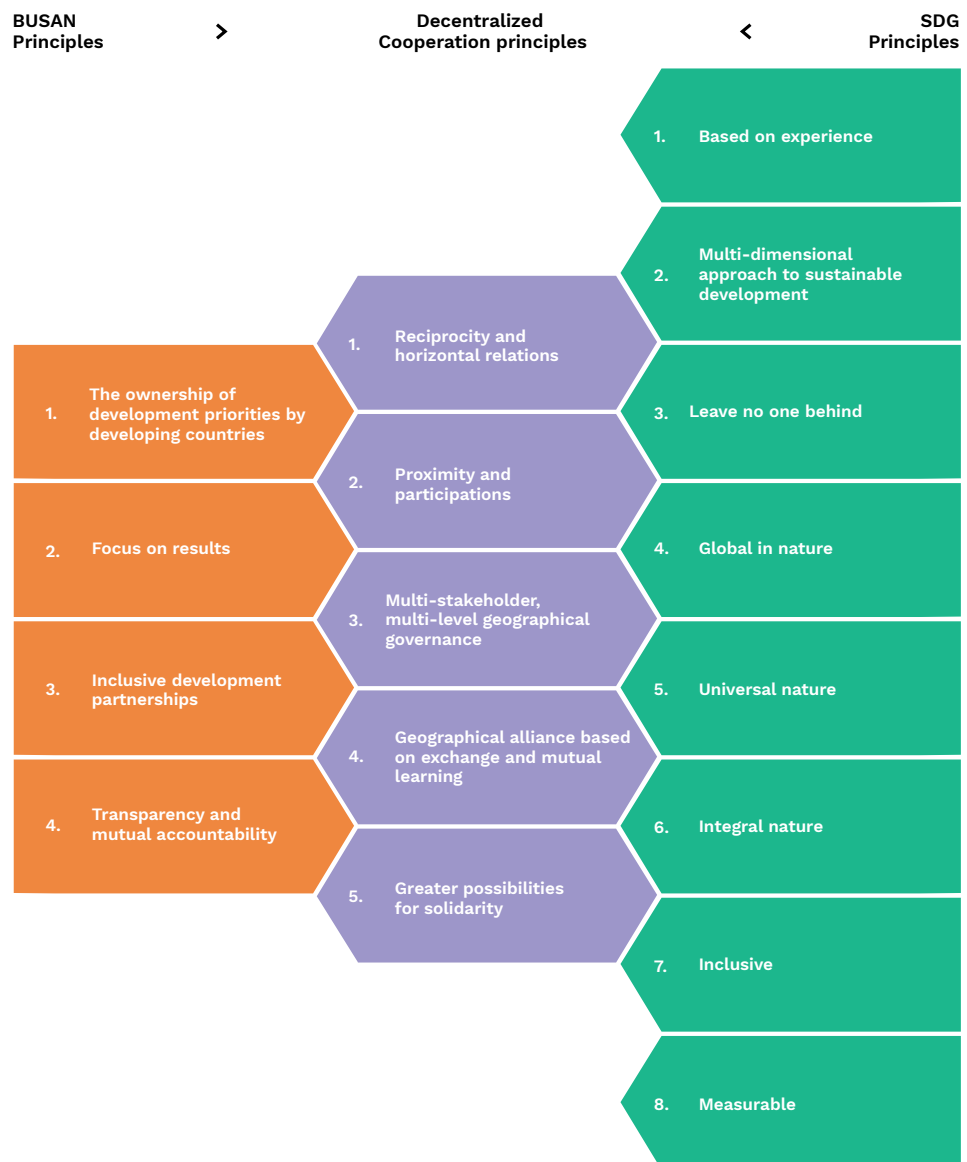 BUSAN
Principles
>
Decentralized
Cooperation principles
<
SDG
Principles
1.
The ownership of
development priorities by
developing countries
2.
Focus on results
3.
Inclusive development
partnerships
4.
Transparency and
mutual accountability
1.
Reciprocity and
horizontal relations
2.
Proximity and
participations
3.
Multi-stakeholder,
multi-level geographical
governance
4.
Geographical alliance based
on exchange and mutual
learning
5.
Greater possibilities
for solidarity
1.
Based on experience
2.
Multi-dimensional
approach to sustainable
development
3.
Leave no one behind
4.
Global in nature
5.
Universal nature
6.
Integral nature
7.
Inclusive
8.
Measurable